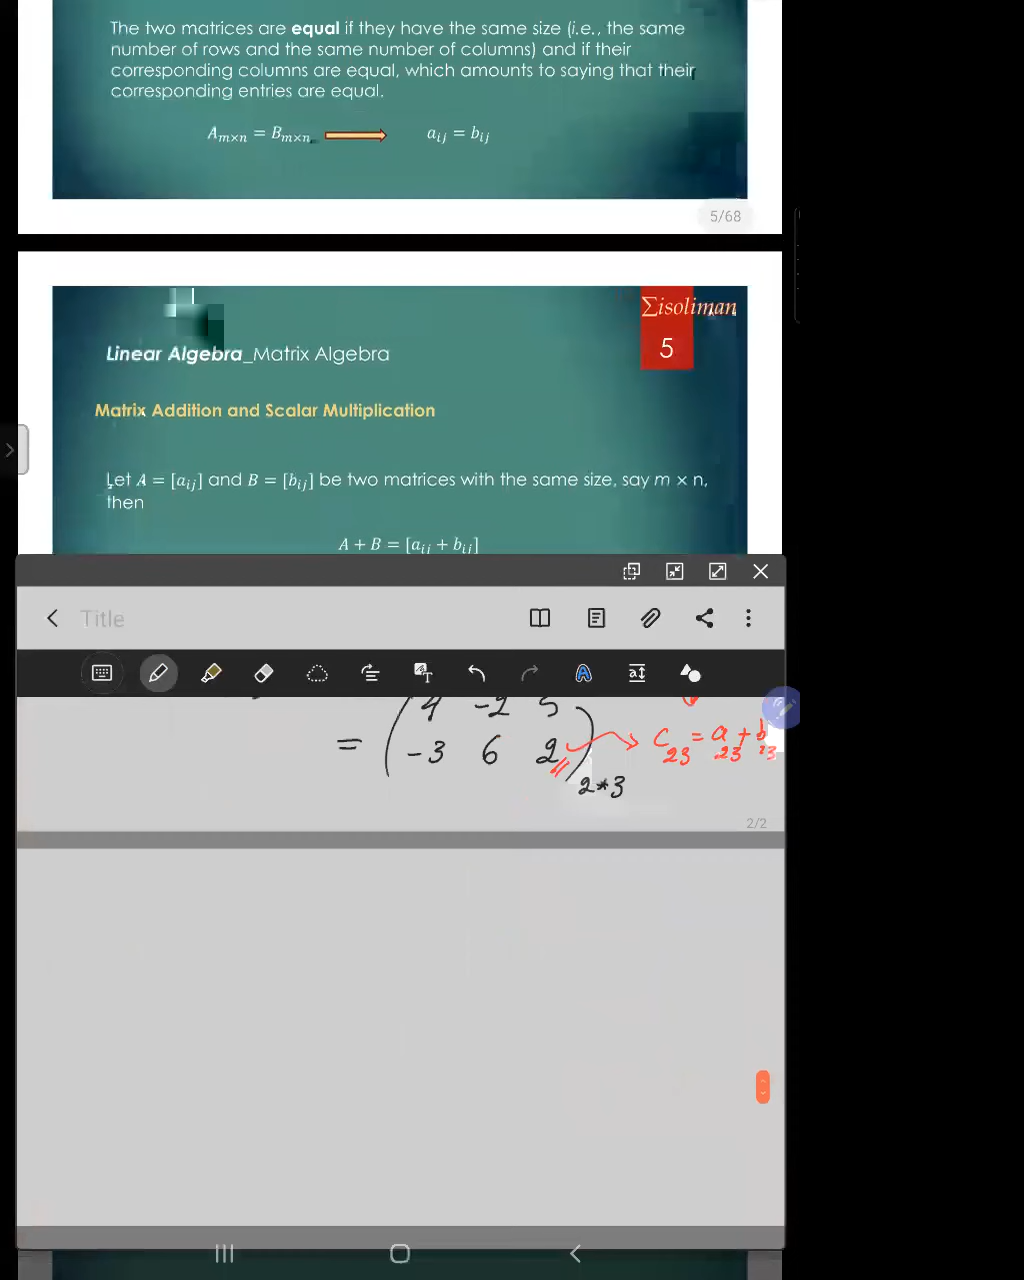 The two matrices are equal if they have the same size (i.e., the same
number of rows and the same number of columns) and if their
corresponding columns are equal, which amounts to saying that their
corresponding entries are equal.
A_{m×n} = B_{m×n} a_{ij} = b_{ij}
5/68
∑isoliman
5
Linear Algebra_Matrix Algebra
Matrix Addition and Scalar Multiplication
Let A = [a_{ij}] and B = [b_{ij}] be two matrices with the same size, say m × n,
then
A + B = [a_{ij} + b_{ij}]
Title
4 -2 5
= -3 6 2 c_{23} = a_{23} + b_{23}
2*3
2/2